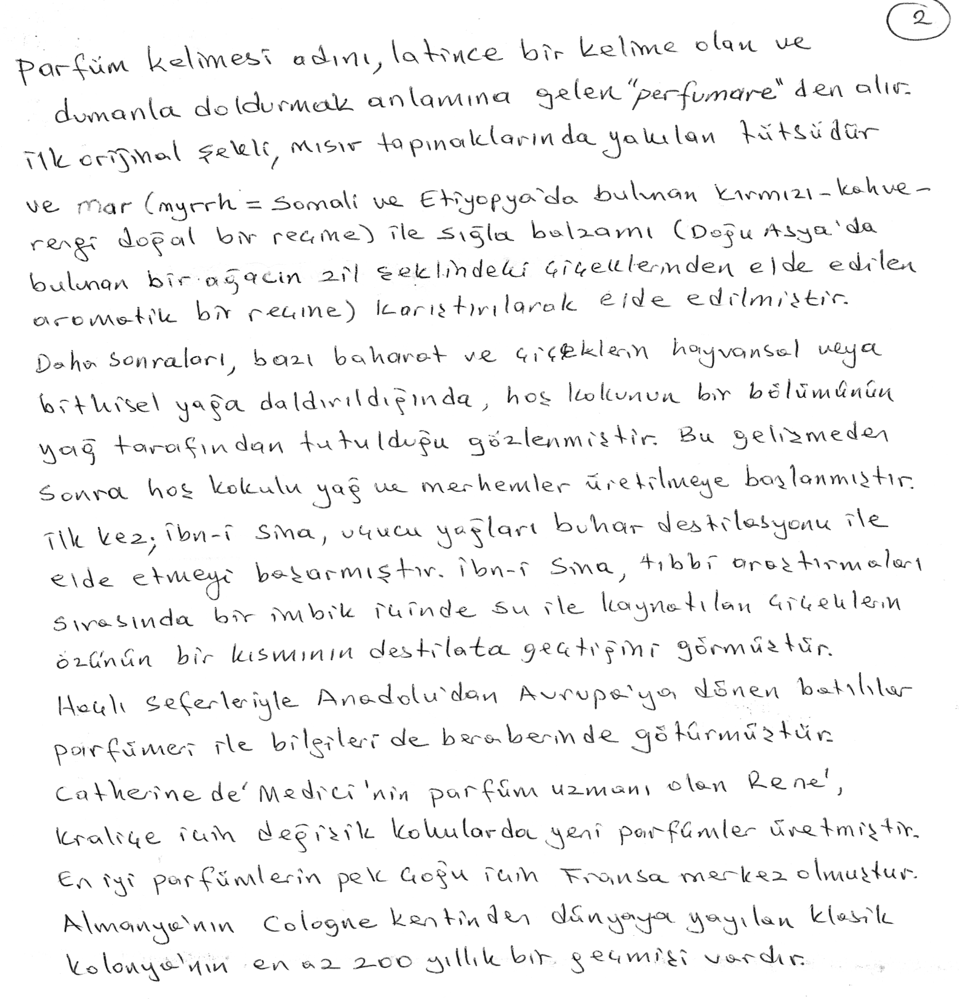 2
Parfüm kelimesi adını, latince bir kelime olan ve
dumanla doldurmak anlamına gelen "perfumare" den alır.
ilk orijinal şekli, mısır tapınaklarında yakılan tütsüdür
ve mar (myrrh = Somali ve Etiyopya'da bulunan kırmızı-kahve-
rengi doğal bir reçine) ile sığla balzamı (Doğu Asya'da
bulunan bir ağacin zil şeklindeki çiçeklerinden elde edilen
aromatik bir reçine) karıştırılarak elde edilmiştir.
Daha sonraları, bazı baharat ve çiçeklerin hayvansal veya
bitkisel yağa daldırıldığında, hoş kokunun bir bölümünün
yağ tarafından tutulduğu gözlenmiştir. Bu gelişmeden
sonra hoş kokulu yağ ve merhemler üretilmeye başlanmıştır.
ilk kez; ibn-i Sina, uçucu yağları buhar destilasyonu ile
elde etmeyi başarmıştır. ibn-i Sina, tıbbi araştırmaları
sırasında bir imbik içinde su ile kaynatılan çiçeklerin
özünün bir kısmının destilata geçtiğini görmüştür.
Haçlı seferleriyle Anadolu'dan Avrupa'ya dönen batılılar
parfümeri ile bilgileri de beraberinde götürmüştür.
Catherine de' Medici'nin parfüm uzmanı olan Rene',
kraliçe için değişik kokularda yeni parfümler üretmiştir.
En iyi parfümlerin pek çoğu için Fransa merkez olmuştur.
Almanya'nın Cologne kentinden dünyaya yayılan klasik
kolonya'nın en az 200 yıllık bir geçmişi vardır.